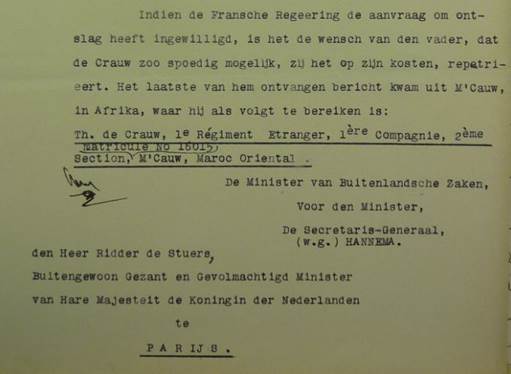 Indien de Fransche Regeering de aanvraag om ont-
slag heeft ingewilligd, is het de wensch van den vader, dat
de Crauw zoo spoedig mogelijk, zij het op zijn kosten, repatri-
eert. Het laatste van hem ontvangen bericht kwam uit M'Cauw,
in Afrika, waar hij als volgt te bereiken is:
Th. de Crauw, 1e Régiment Etranger, 1ère Compagnie, 2ème
matricule No 16015,
Section, M'Cauw, Maroc Oriental .
De Minister van Buitenlandsche Zaken,
Voor den Minister,
De Secretaris-Generaal,
(w.g.) HANNEMA.
den Heer Ridder de Stuers,
Buitengewoon Gezant en Gevolmachtigd Minister
van Hare Majesteit de Koningin der Nederlanden
te
PARIJS.